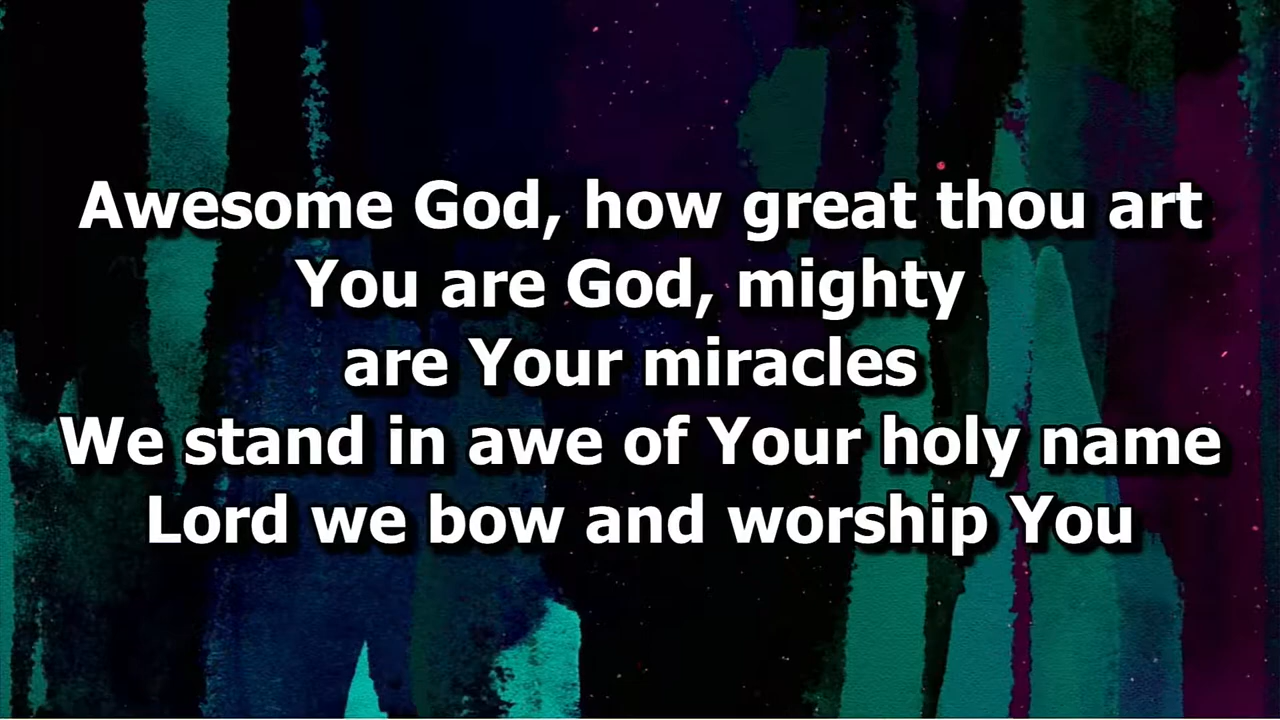 Awesome God, how great thou art
You are God, mighty
are Your miracles
We stand in awe of Your holy name
Lord we bow and worship You